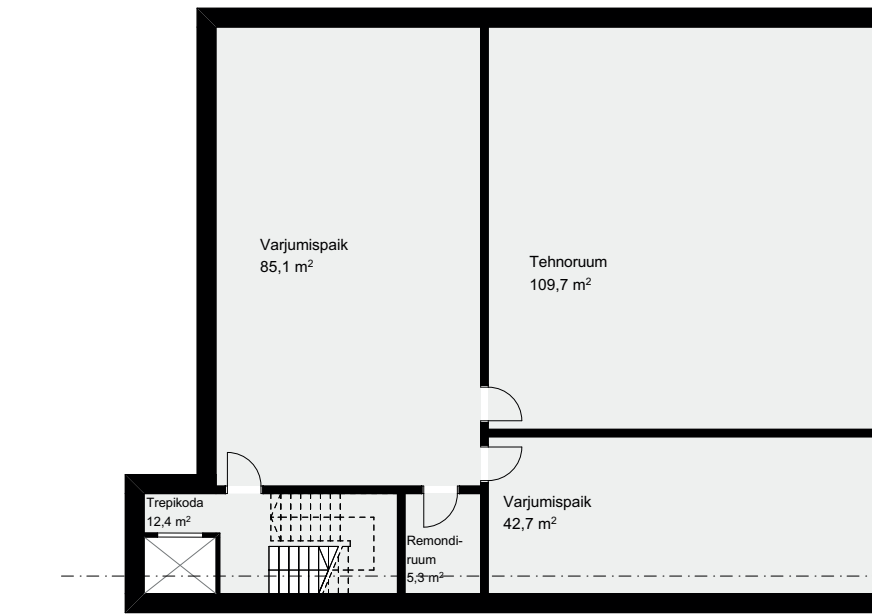 Varjumispaik
85,1 m²
Tehnoruum
109,7 m²
Trepikoda
12,4 m²
Varjumispaik
42,7 m²
Remondi-
ruum
5,3 m²